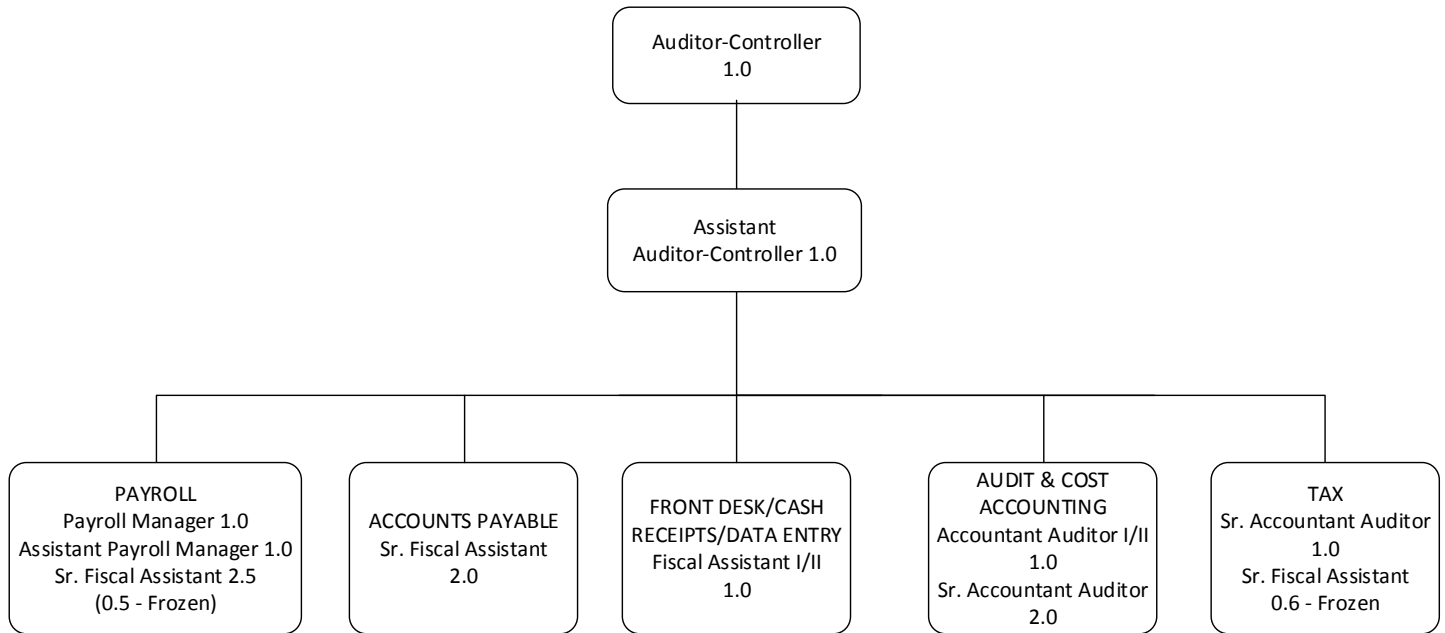 Auditor-Controller
1.0
Assistant
Auditor-Controller 1.0
PAYROLL
Payroll Manager 1.0
Assistant Payroll Manager 1.0
Sr. Fiscal Assistant 2.5
(0.5 - Frozen)
ACCOUNTS PAYABLE
Sr. Fiscal Assistant
2.0
FRONT DESK/CASH
RECEIPTS/DATA ENTRY
Fiscal Assistant I/II
1.0
AUDIT & COST
ACCOUNTING
Accountant Auditor I/II
1.0
Sr. Accountant Auditor
2.0
TAX
Sr. Accountant Auditor
1.0
Sr. Fiscal Assistant
0.6 - Frozen